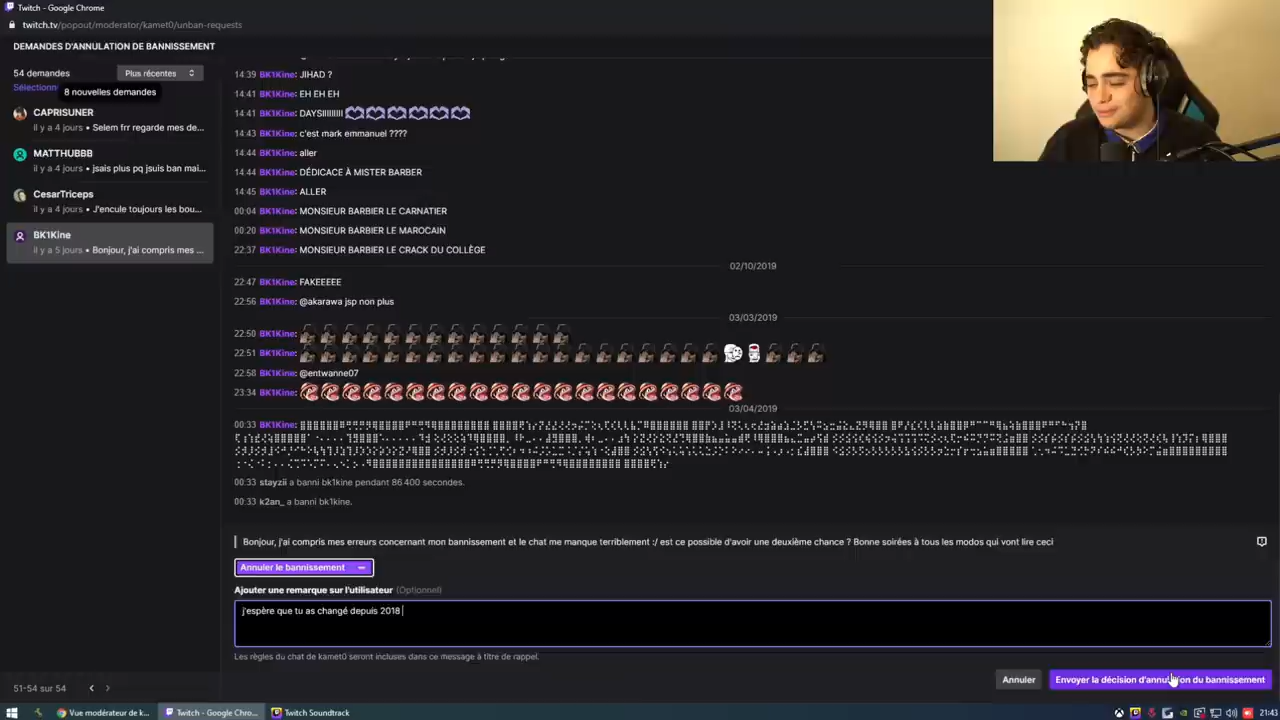 Twitch - Google Chrome
twitch.tv/popout/moderator/kamet0/unban-requests
DEMANDES D'ANNULATION DE BANNISSEMENT
54 demandes
Plus récentes
Sélectionn
8 nouvelles demandes
CAPRISUNER
il y a 4 jours • Selem frr regarde mes de...
MATTHUBBB
il y a 4 jours • jsais plus pq jsuis ban mai...
CesarTriceps
il y a 4 jours • J'encule toujours les bou...
BK1Kine
il y a 5 jours • Bonjour, j'ai compris mes ...
51-54 sur 54
14:39 BK1Kine: JIHAD ?
14:41 BK1Kine: EH EH EH
14:41 BK1Kine: DAYSIIIIIIIII
14:43 BK1Kine: c'est mark emmanuel ????
14:44 BK1Kine: aller
14:44 BK1Kine: DÉDICACE À MISTER BARBER
14:45 BK1Kine: ALLER
00:04 BK1Kine: MONSIEUR BARBIER LE CARNATIER
00:20 BK1Kine: MONSIEUR BARBIER LE MAROCAIN
22:37 BK1Kine: MONSIEUR BARBIER LE CRACK DU COLLÈGE
02/10/2019
22:47 BK1Kine: FAKEEEEE
22:56 BK1Kine: @akarawa jsp non plus
03/03/2019
22:50 BK1Kine:
22:51 BK1Kine:
22:58 BK1Kine: @entwanne07
23:34 BK1Kine:
03/04/2019
00:33 BK1Kine:
00:33 stayzii a banni bk1kine pendant 86 400 secondes.
00:33 k2an_ a banni bk1kine.
Bonjour, j'ai compris mes erreurs concernant mon bannissement et le chat me manque terriblement :/ est ce possible d'avoir une deuxième chance ? Bonne soirées à tous les modos qui vont lire ceci
Annuler le bannissement
Ajouter une remarque sur l'utilisateur (Optionnel)
j'espère que tu as changé depuis 2018
Les règles du chat de kamet0 seront incluses dans ce message à titre de rappel.
Annuler
Envoyer la décision d'annulation du bannissement
Vue modérateur de k...
Twitch - Google Chro...
Twitch Soundtrack
21:43